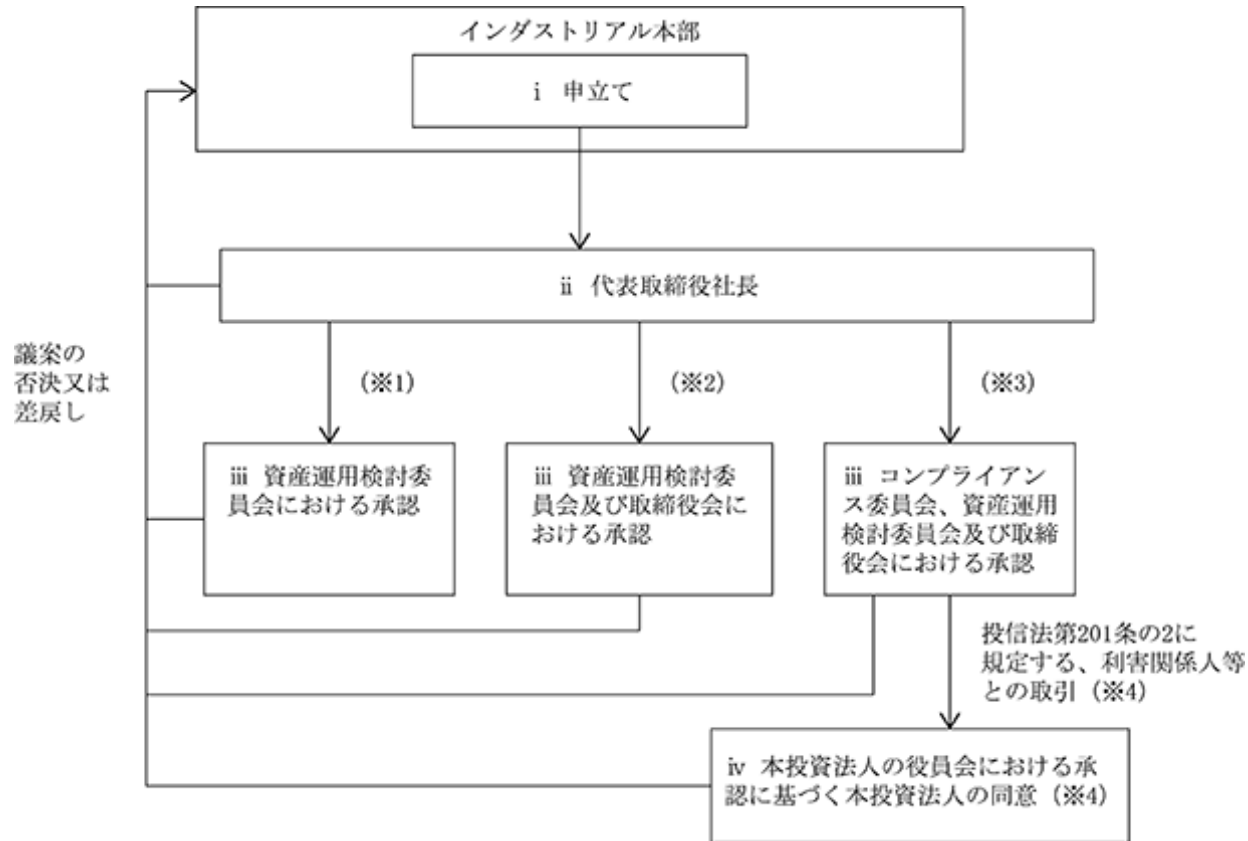 インダストリアル本部
ⅰ 申立て
ⅱ 代表取締役社長
議案の
否決又は
差戻し
(※1)
(※2)
(※3)
ⅲ 資産運用検討委
員会における承認
ⅲ 資産運用検討委
員会及び取締役会に
おける承認
ⅲ コンプライアン
ス委員会、資産運用
検討委員会及び取締
役会における承認
投信法第201条の2に
規定する、利害関係人等
との取引(※4)
ⅳ 本投資法人の役員会における承
認に基づく本投資法人の同意(※4)